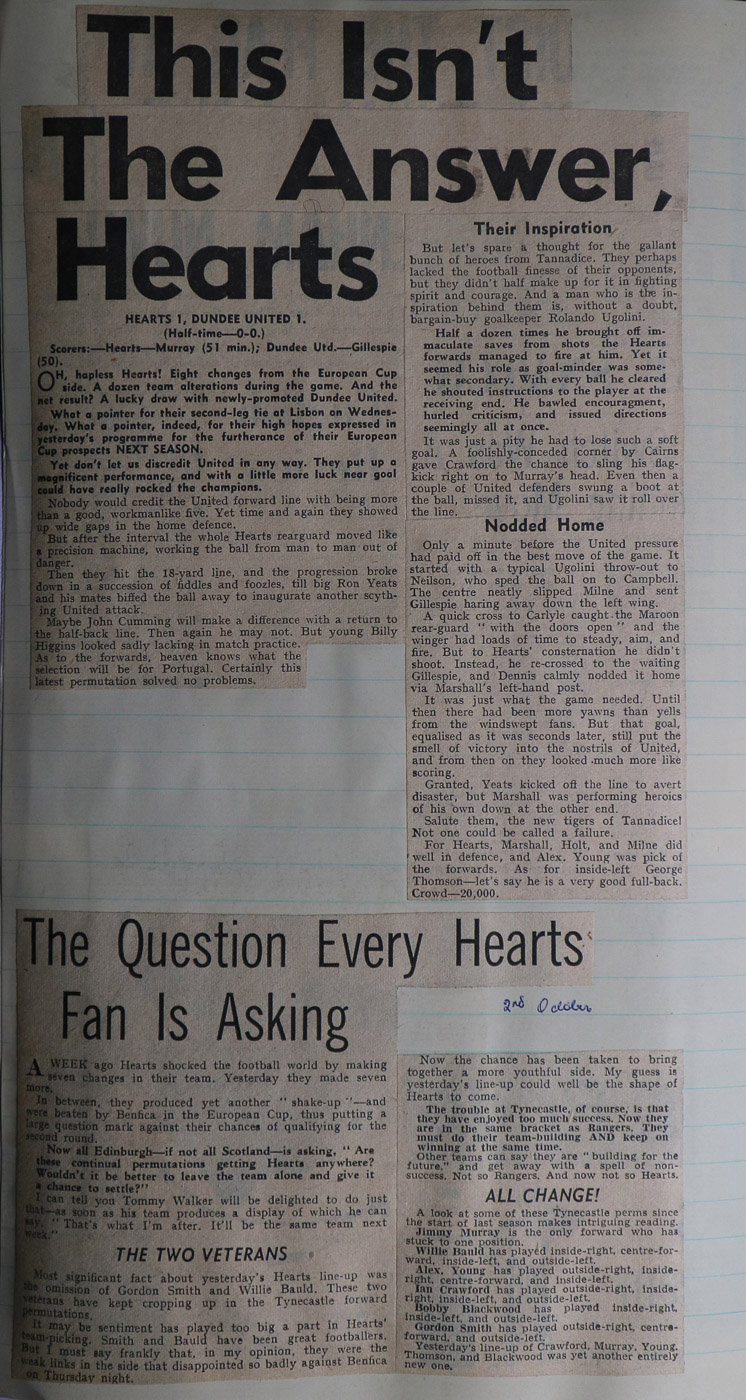 This Isn't
The Answer,
Hearts
HEARTS 1, DUNDEE UNITED 1.
(Half-time—0-0.)
Scorers:—Hearts—Murray (51 min.); Dundee Utd.—Gillespie
(50).
OH, hapless Hearts! Eight changes from the European Cup
side. A dozen team alterations during the game. And the
net result? A lucky draw with newly-promoted Dundee United.
What a pointer for their second-leg tie at Lisbon on Wednes-
day. What a pointer, indeed, for their high hopes expressed in
yesterday's programme for the furtherance of their European
Cup prospects NEXT SEASON.
Yet don't let us discredit United in any way. They put up a
magnificent performance, and with a little more luck near goal
could have really rocked the champions.
Nobody would credit the United forward line with being more
than a good, workmanlike five. Yet time and again they showed
up wide gaps in the home defence.
But after the interval the whole Hearts rearguard moved like
a precision machine, working the ball from man to man out of
danger.
Then they hit the 18-yard line, and the progression broke
down in a succession of fiddles and foozles, till big Ron Yeats
and his mates biffed the ball away to inaugurate another scyth-
ing United attack.
Maybe John Cumming will make a difference with a return to
the half-back line. Then again he may not. But young Billy
Higgins looked sadly lacking in match practice.
As to the forwards, heaven knows what the
selection will be for Portugal. Certainly this
latest permutation solved no problems.
Their Inspiration
But let's spare a thought for the gallant
bunch of heroes from Tannadice. They perhaps
lacked the football finesse of their opponents,
but they didn't half make up for it in fighting
spirit and courage. And a man who is the in-
spiration behind them is, without a doubt,
bargain-buy goalkeeper Rolando Ugolini.
Half a dozen times he brought off im-
maculate saves from shots the Hearts
forwards managed to fire at him. Yet it
seemed his role as goal-minder was some-
what secondary. With every ball he cleared
he shouted instructions to the player at the
receiving end. He bawled encouragment,
hurled criticism, and issued directions
seemingly all at once.
It was just a pity he had to lose such a soft
goal. A foolishly-conceded corner by Cairns
gave Crawford the chance to sling his flag-
kick right on to Murray's head. Even then a
couple of United defenders swung a boot at
the ball, missed it, and Ugolini saw it roll over
the line.
Nodded Home
Only a minute before the United pressure
had paid off in the best move of the game. It
started with a typical Ugolini throw-out to
Neilson, who sped the ball on to Campbell.
The centre neatly slipped Milne and sent
Gillespie haring away down the left wing.
A quick cross to Carlyle caught the Maroon
rear-guard " with the doors open " and the
winger had loads of time to steady, aim, and
fire. But to Hearts' consternation he didn't
shoot. Instead, he re-crossed to the waiting
Gillespie, and Dennis calmly nodded it home
via Marshall's left-hand post.
It was just what the game needed. Until
then there had been more yawns than yells
from the windswept fans. But that goal,
equalised as it was seconds later, still put the
smell of victory into the nostrils of United,
and from then on they looked much more like
scoring.
Granted, Yeats kicked off the line to avert
disaster, but Marshall was performing heroics
of his own down at the other end.
Salute them, the new tigers of Tannadice!
Not one could be called a failure.
For Hearts, Marshall, Holt, and Milne did
well in defence, and Alex. Young was pick of
the forwards. As for inside-left George
Thomson—let's say he is a very good full-back.
Crowd—20,000.
The Question Every Hearts
Fan Is Asking
2nd October
A WEEK ago Hearts shocked the football world by making
seven changes in their team. Yesterday they made seven
more.
In between, they produced yet another " shake-up "—and
were beaten by Benfica in the European Cup, thus putting a
large question mark against their chances of qualifying for the
second round.
Now all Edinburgh—if not all Scotland—is asking, " Are
these continual permutations getting Hearts anywhere?
Wouldn't it be better to leave the team alone and give it
a chance to settle?"
I can tell you Tommy Walker will be delighted to do just
that—as soon as his team produces a display of which he can
say, " That's what I'm after. It'll be the same team next
week."
THE TWO VETERANS
Most significant fact about yesterday's Hearts line-up was
the omission of Gordon Smith and Willie Bauld. These two
veterans have kept cropping up in the Tynecastle forward
permutations.
It may be sentiment has played too big a part in Hearts'
team-picking. Smith and Bauld have been great footballers.
But I must say frankly that, in my opinion, they were the
weak links in the side that disappointed so badly against Benfica
on Thursday night.
Now the chance has been taken to bring
together a more youthful side. My guess is
yesterday's line-up could well be the shape of
Hearts to come.
The trouble at Tynecastle, of course, is that
they have enjoyed too much success. Now they
are in the same bracket as Rangers. They
must do their team-building AND keep on
winning at the same time.
Other teams can say they are " building for the
future," and get away with a spell of non-
success. Not so Rangers. And now not so Hearts.
ALL CHANGE!
A look at some of these Tynecastle perms since
the start of last season makes intriguing reading.
Jimmy Murray is the only forward who has
stuck to one position.
Willie Bauld has played inside-right, centre-for-
ward, inside-left, and outside-left.
Alex. Young has played outside-right, inside-
right, centre-forward, and inside-left.
Ian Crawford has played outside-right, inside-
right, inside-left, and outside-left.
Bobby Blackwood has played inside-right,
inside-left, and outside-left.
Gordon Smith has played outside-right, centre-
forward, and outside-left.
Yesterday's line-up of Crawford, Murray, Young,
Thomson, and Blackwood was yet another entirely
new one.